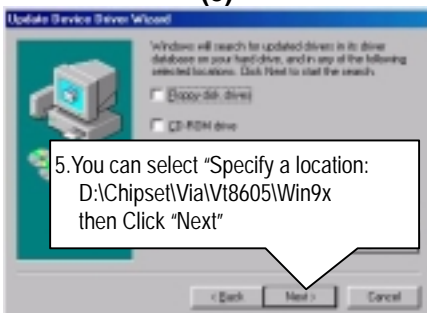 Update Device Driver Wizard
Windows will search for updated drivers in its driver
database on your hard drive, and in any of the following
selected locations. Click Next to start the search.
Floppy disk drives
CD-ROM drive
5.You can select “Specify a location:
D:\Chipset\Via\Vt8605\Win9x
then Click “Next”
< Back
Next >
Cancel